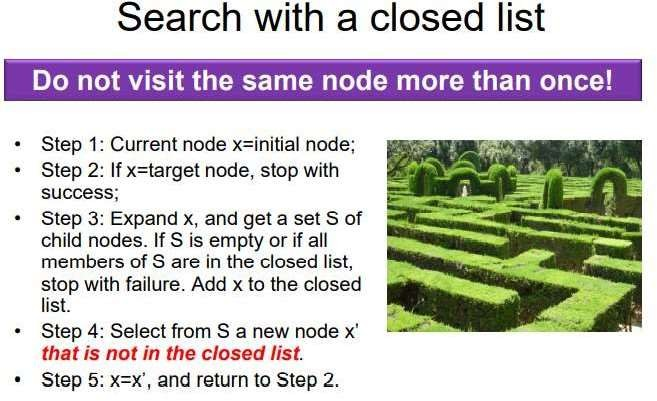 Search with a closed list
Do not visit the same node more than once!
• Step 1: Current node x=initial node;
• Step 2: If x=target node, stop with
success;
• Step 3: Expand x, and get a set S of
child nodes. If S is empty or if all
members of S are in the closed list,
stop with failure. Add x to the closed
list.
• Step 4: Select from S a new node x’
that is not in the closed list.
• Step 5: x=x’, and return to Step 2.